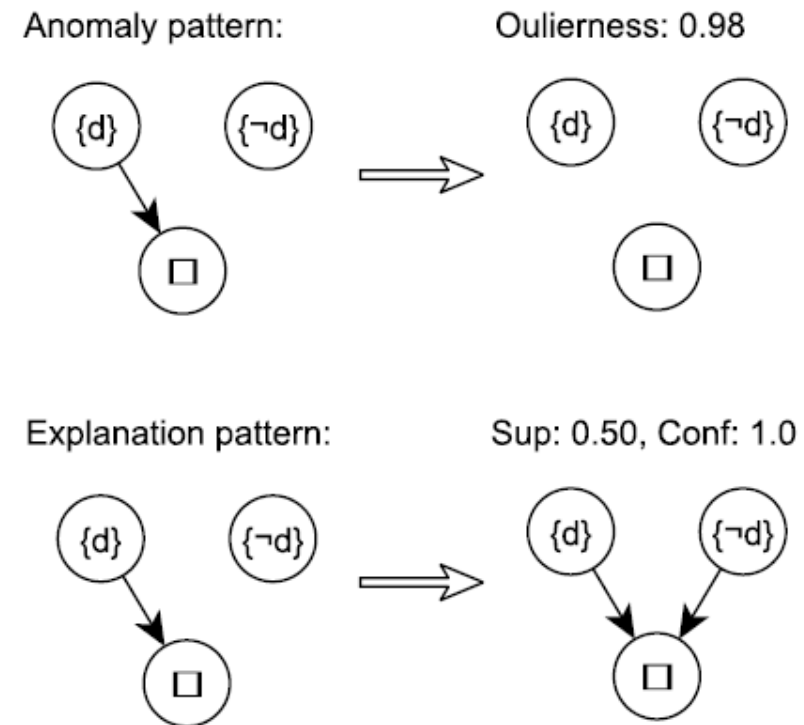 Anomaly pattern: Oulierness: 0.98
{d} {¬d} {d} {¬d}
□ □
Explanation pattern: Sup: 0.50, Conf: 1.0
{d} {¬d} {d} {¬d}
□ □